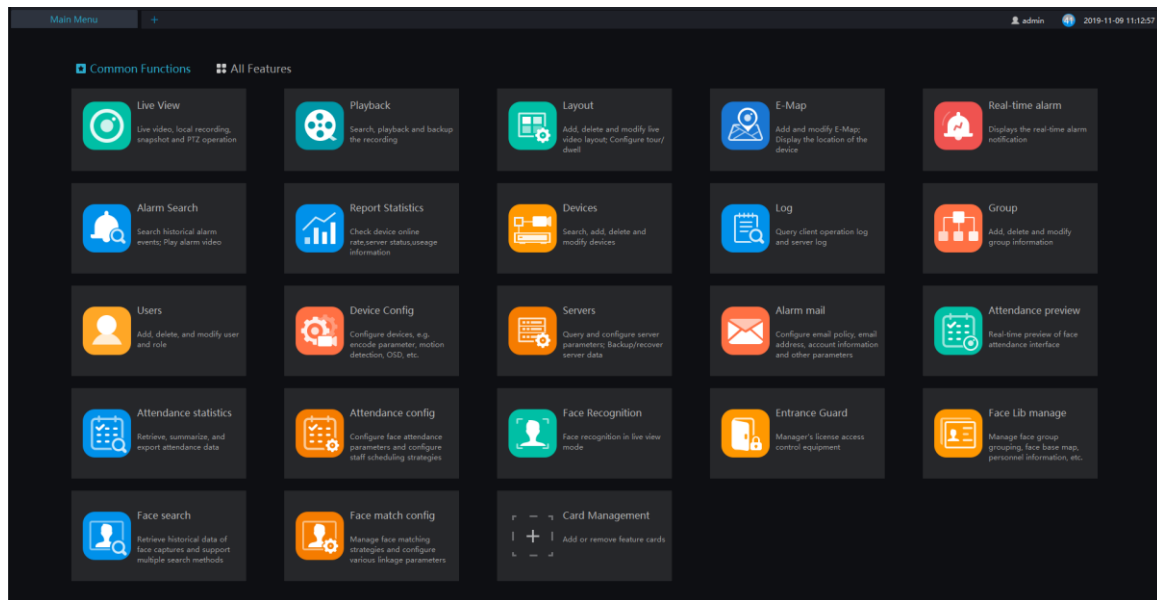 Main Menu
+
admin
41
2019-11-09 11:12:57
Common Functions
All Features
Live View
Live video, local recording,
snapshot and PTZ operation
Playback
Search, playback and backup
the recording
Layout
Add, delete and modify live
video layout; Configure tour/
dwell
E-Map
Add and modify E-Map;
Display the location of the
device
Real-time alarm
Displays the real-time alarm
notification
Alarm Search
Search historical alarm
events; Play alarm video
Report Statistics
Check device online
rate,server status,useage
information
Devices
Search, add, delete and
modify devices
Log
Query client operation log
and server log
Group
Add, delete and modify
group information
Users
Add, delete, and modify user
and role
Device Config
Configure devices, e.g.
encode parameter, motion
detection, OSD, etc.
Servers
Query and configure server
parameters; Backup/recover
server data
Alarm mail
Configure email policy, email
address, account information
and other parameters
Attendance preview
Real-time preview of face
attendance interface
Attendance statistics
Retrieve, summarize, and
export attendance data
Attendance config
Configure face attendance
parameters and configure
staff scheduling strategies
Face Recognition
Face recognition in live view
mode
Entrance Guard
Manager's license access
control equipment
Face Lib manage
Manage face group
grouping, face base map,
personnel information, etc.
Face search
Retrieve historical data of
face captures and support
multiple search methods
Face match config
Manage face matching
strategies and configure
various linkage parameters
Card Management
Add or remove feature cards